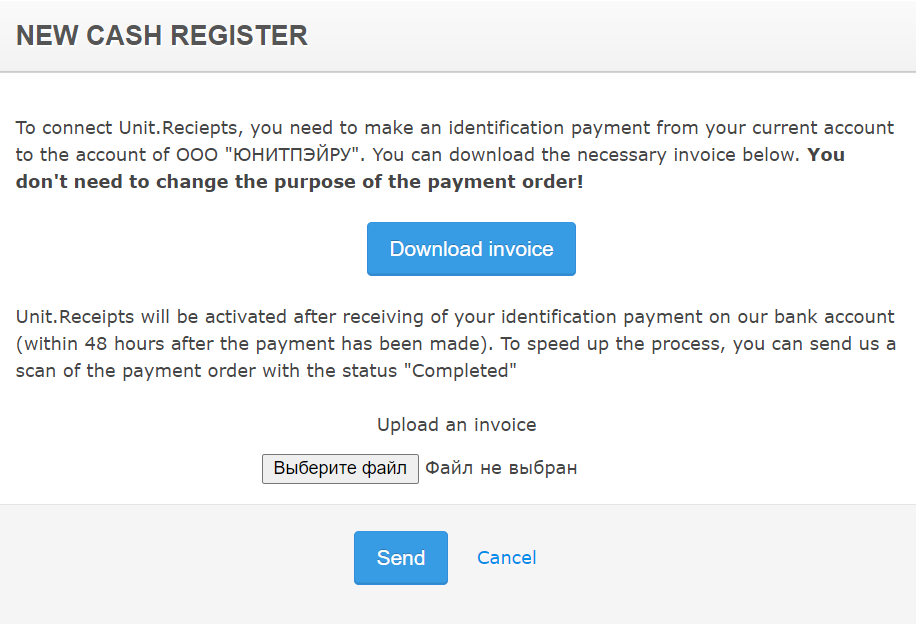 NEW CASH REGISTER
To connect Unit.Reciepts, you need to make an identification payment from your current account
to the account of ООО "ЮНИТПЭЙРУ". You can download the necessary invoice below. You
don't need to change the purpose of the payment order!
Download invoice
Unit.Receipts will be activated after receiving of your identification payment on our bank account
(within 48 hours after the payment has been made). To speed up the process, you can send us a
scan of the payment order with the status "Completed"
Upload an invoice
Выберите файл Файл не выбран
Send Cancel